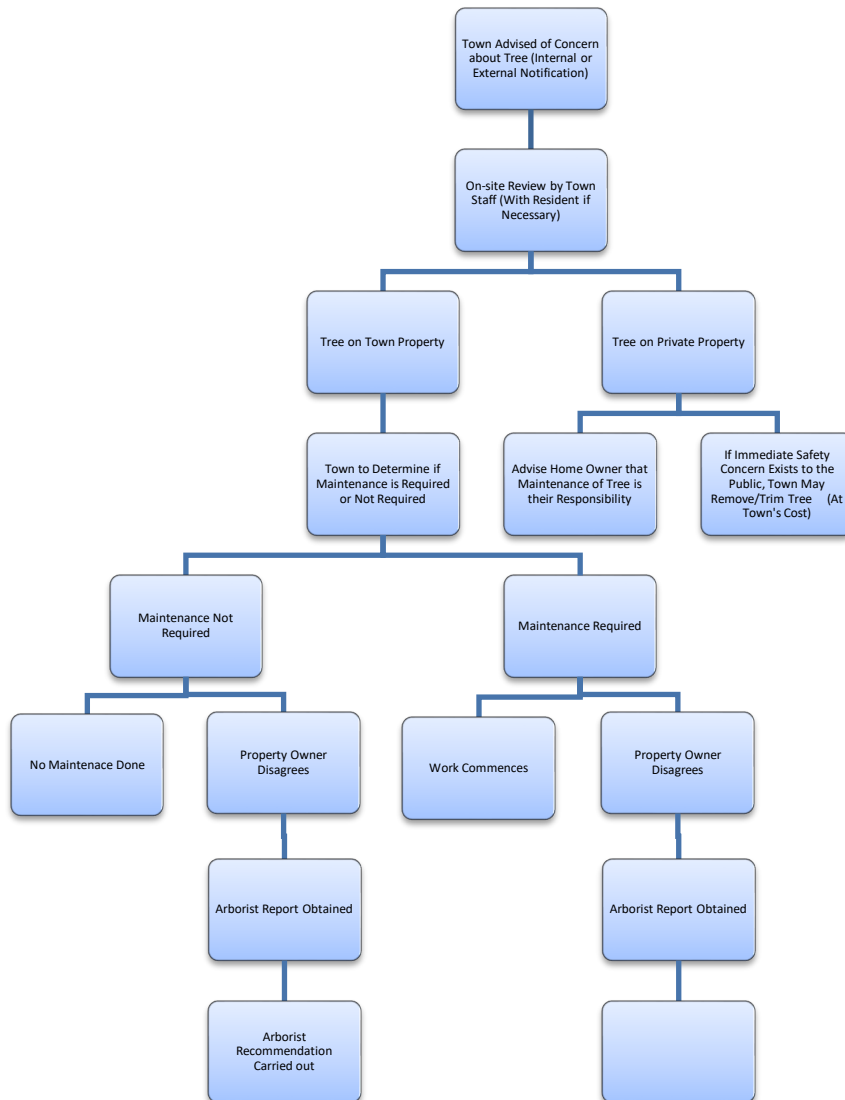 Town Advised of Concern
about Tree (Internal or
External Notification)
On-site Review by Town
Staff (With Resident if
Necessary)
Tree on Town Property
Tree on Private Property
Town to Determine if
Maintenance is Required
or Not Required
Advise Home Owner that
Maintenance of Tree is
their Responsibility
If Immediate Safety
Concern Exists to the
Public, Town May
Remove/Trim Tree (At
Town's Cost)
Maintenance Not
Required
Maintenance Required
No Maintenace Done
Property Owner
Disagrees
Work Commences
Property Owner
Disagrees
Arborist Report Obtained
Arborist Report Obtained
Arborist
Recommendation
Carried out